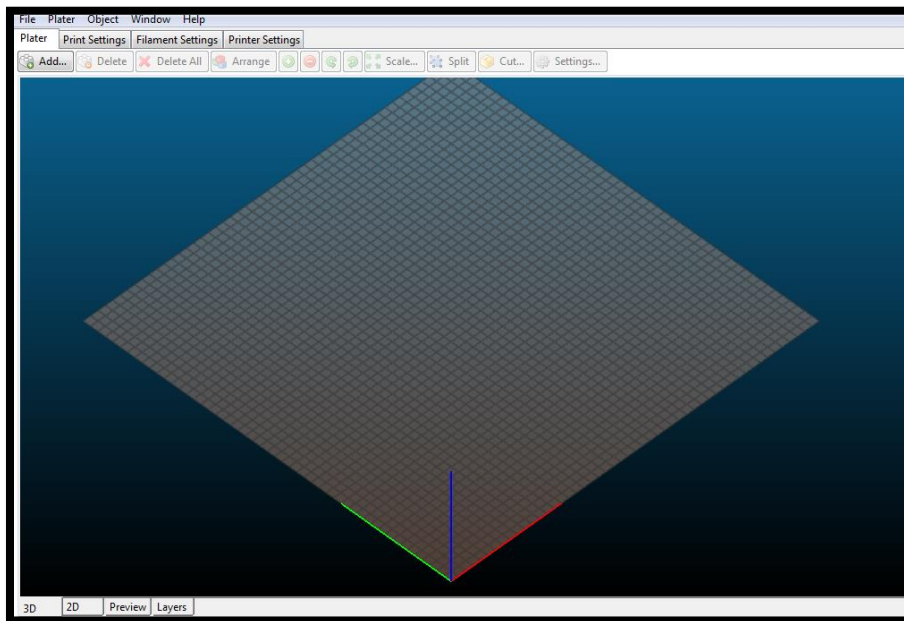 File Plater Object Window Help
Plater Print Settings Filament Settings Printer Settings
Add... Delete Delete All Arrange Scale... Split Cut... Settings...
3D 2D Preview Layers